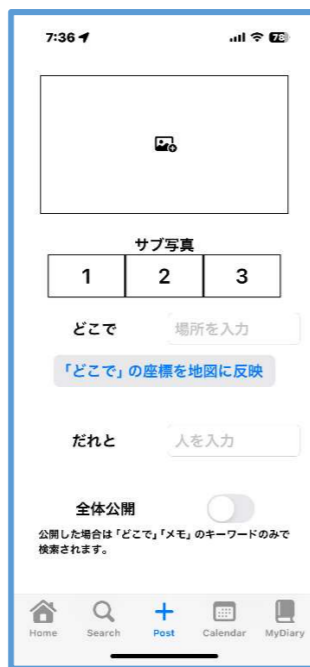 7:36
78
サブ写真
1 2 3
どこで 場所を入力
「どこで」の座標を地図に反映
だれと 人を入力
全体公開
公開した場合は「どこで」「メモ」のキーワードのみで
検索されます。
Home Search Post Calendar MyDiary